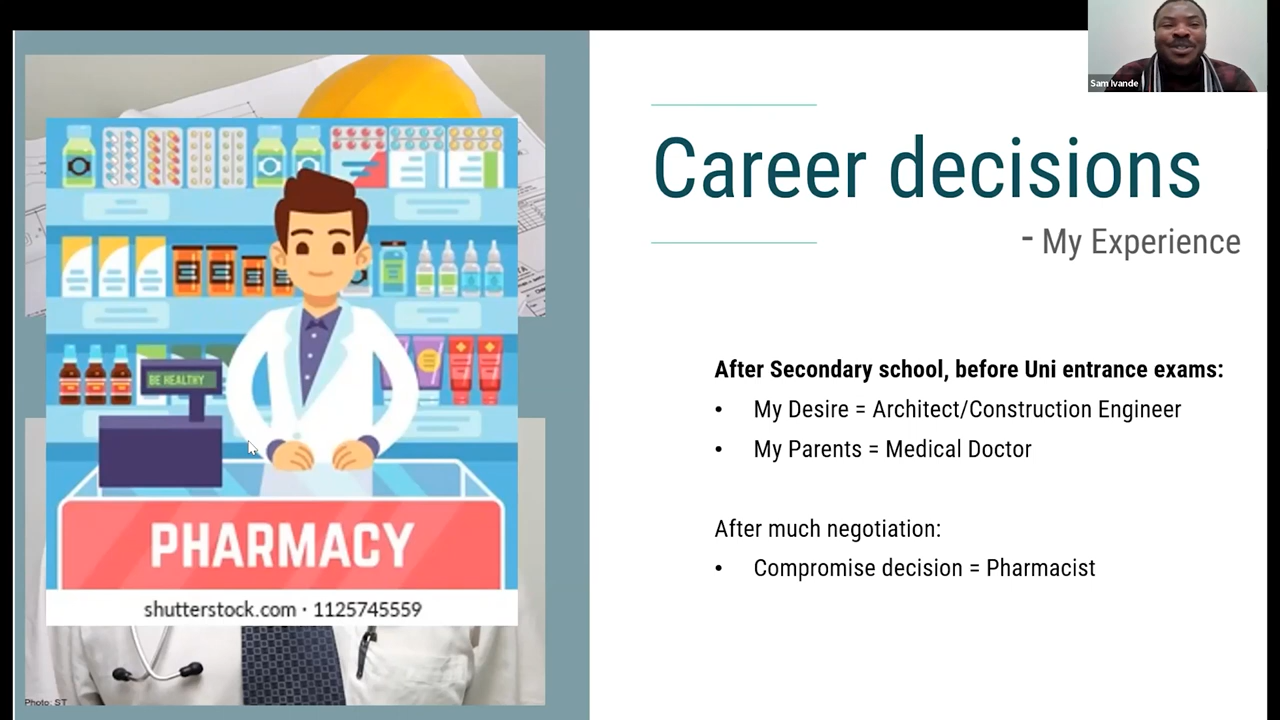 Sam Ivande
Career decisions
- My Experience
After Secondary school, before Uni entrance exams:
• My Desire = Architect/Construction Engineer
• My Parents = Medical Doctor
After much negotiation:
• Compromise decision = Pharmacist
BE HEALTHY
PHARMACY
shutterstock.com · 1125745559
Photo: ST